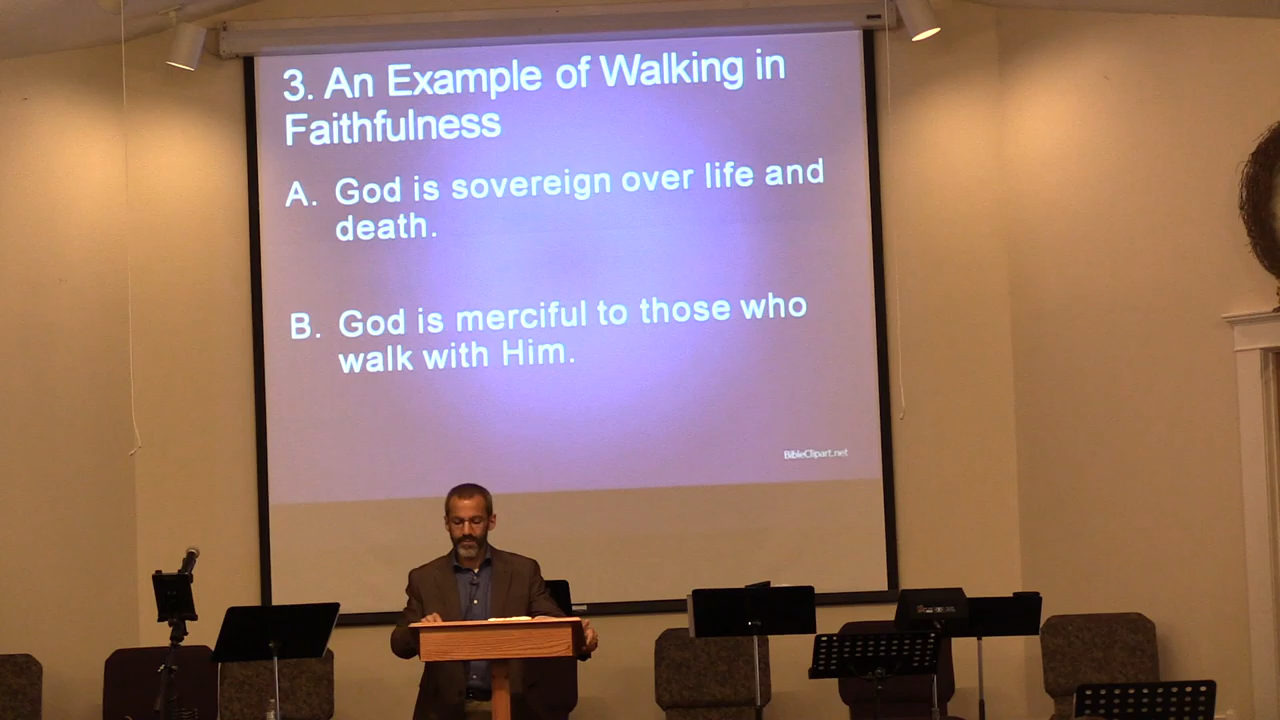 3. An Example of Walking in
Faithfulness
A. God is sovereign over life and
death.
B. God is merciful to those who
walk with Him.
BibleClipart.net